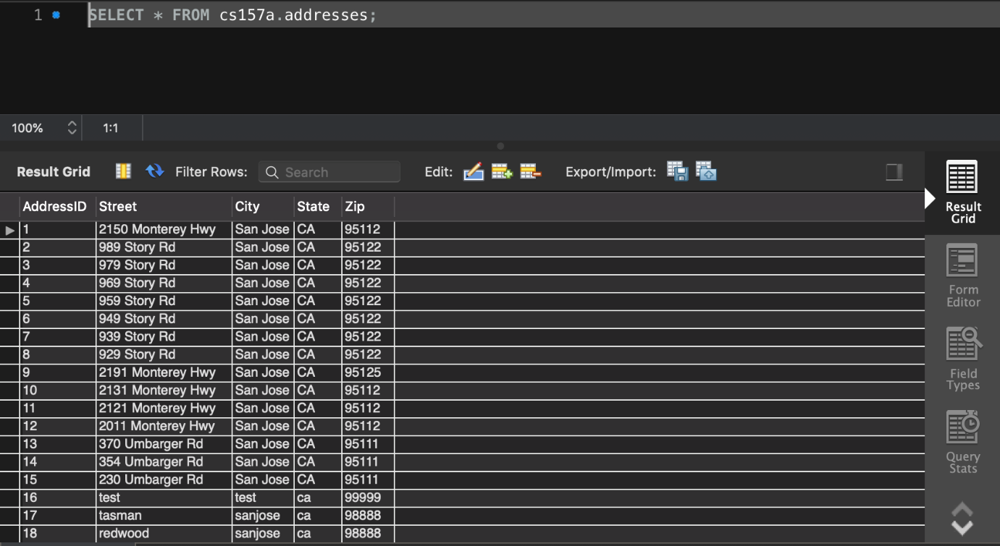 1 SELECT * FROM cs157a.addresses;
100% 1:1
Result Grid Filter Rows: Search Edit: Export/Import:
AddressID Street City State Zip
1 2150 Monterey Hwy San Jose CA 95112
2 989 Story Rd San Jose CA 95122
3 979 Story Rd San Jose CA 95122
4 969 Story Rd San Jose CA 95122
5 959 Story Rd San Jose CA 95122
6 949 Story Rd San Jose CA 95122
7 939 Story Rd San Jose CA 95122
8 929 Story Rd San Jose CA 95122
9 2191 Monterey Hwy San Jose CA 95125
10 2131 Monterey Hwy San Jose CA 95112
11 2121 Monterey Hwy San Jose CA 95112
12 2011 Monterey Hwy San Jose CA 95112
13 370 Umbarger Rd San Jose CA 95111
14 354 Umbarger Rd San Jose CA 95111
15 230 Umbarger Rd San Jose CA 95111
16 test test ca 99999
17 tasman sanjose ca 98888
18 redwood sanjose ca 98888
Result
Grid
Form
Editor
Field
Types
Query
Stats